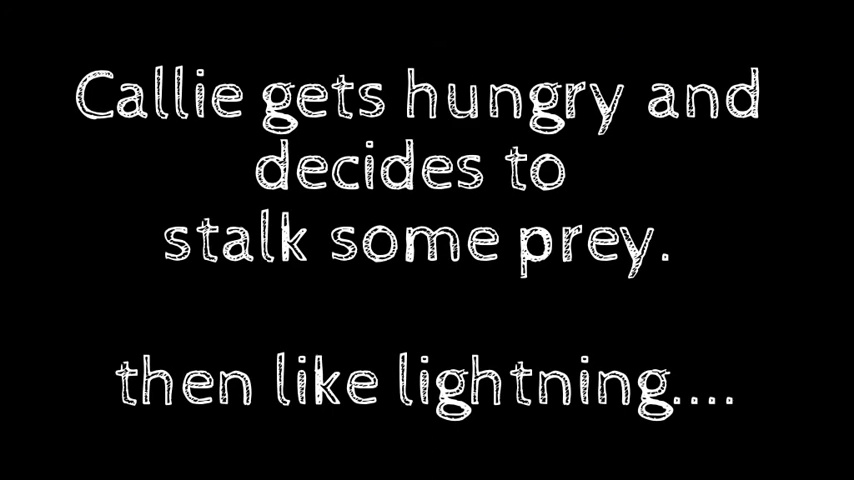 Callie gets hungry and
decides to
stalk some prey.
then like lightning....